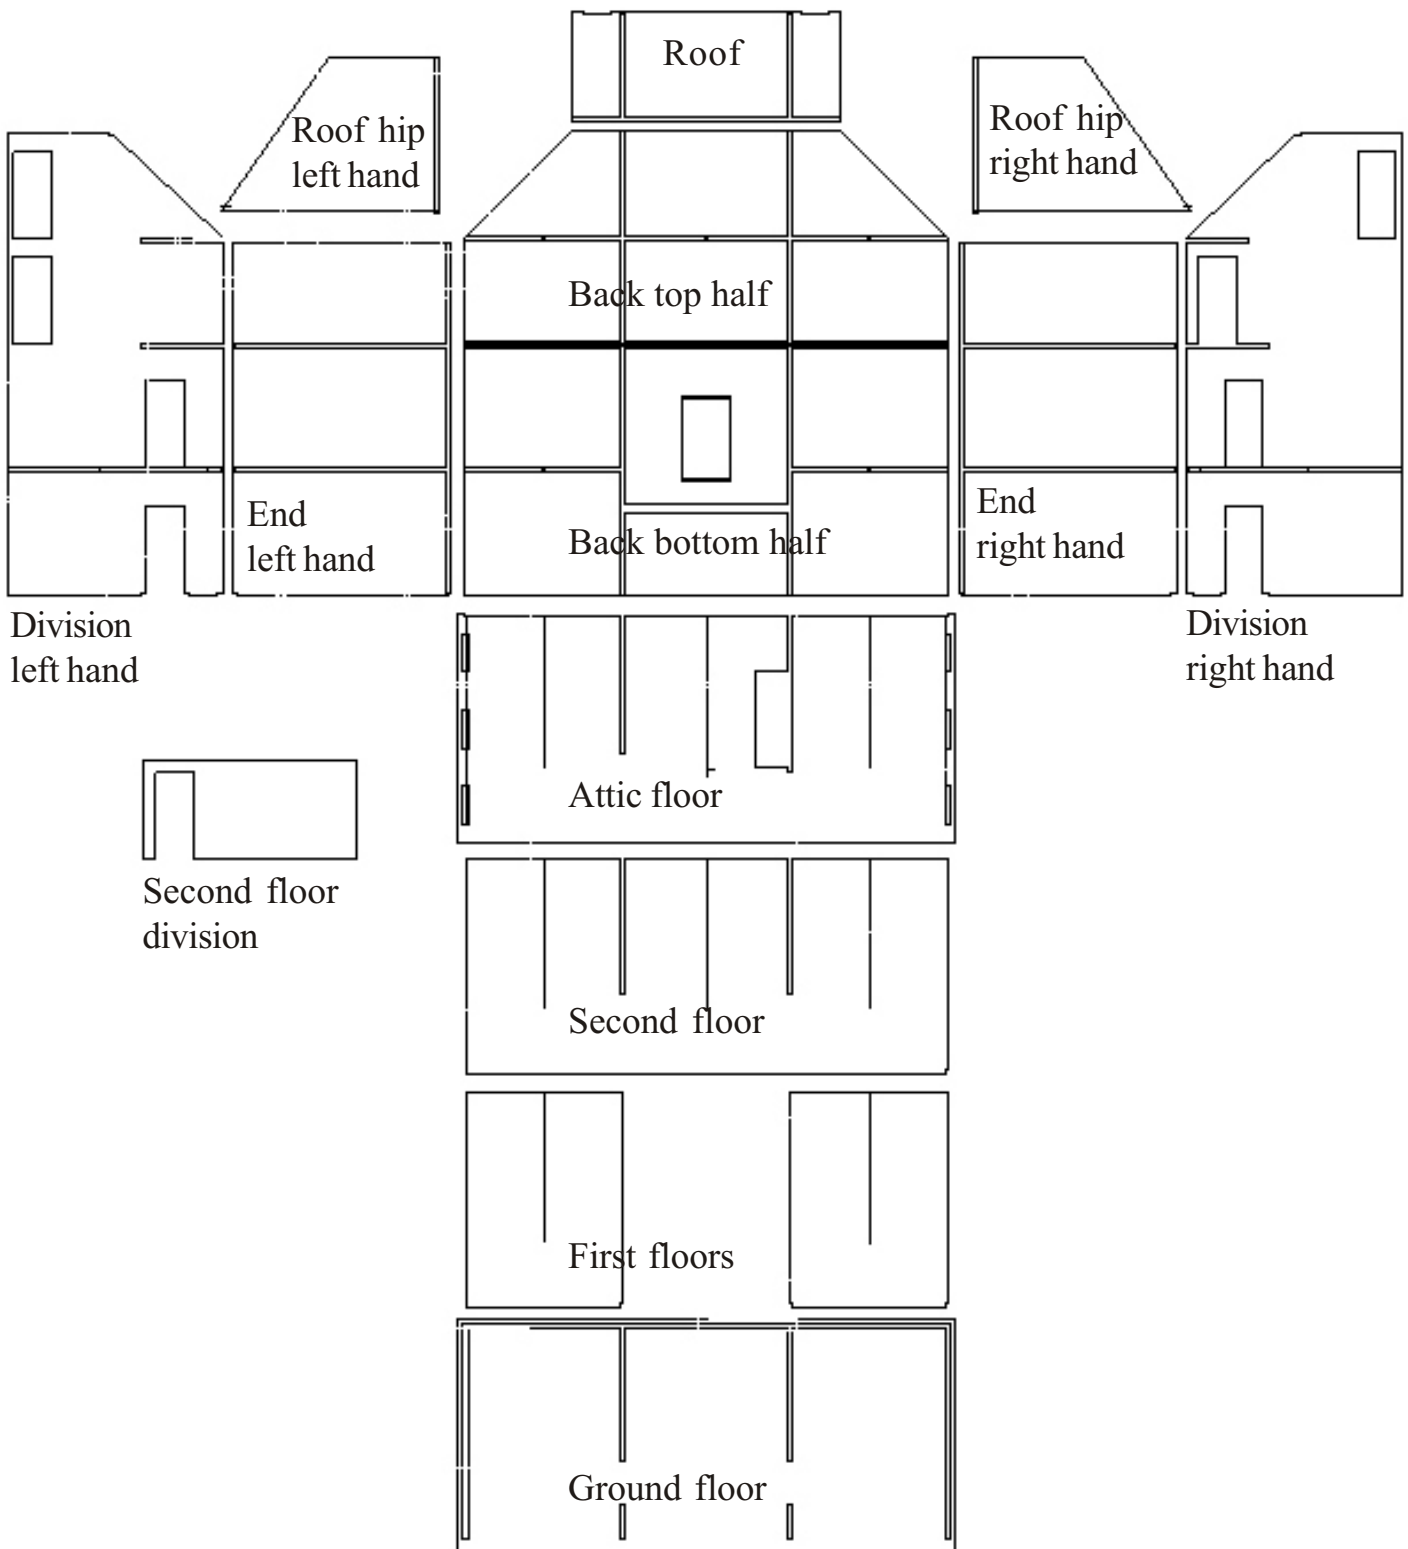 Roof
Roof hip
left hand
Roof hip
right hand
Back top half
End
left hand
Back bottom half
End
right hand
Division
left hand
Division
right hand
Attic floor
Second floor
division
Second floor
First floors
Ground floor